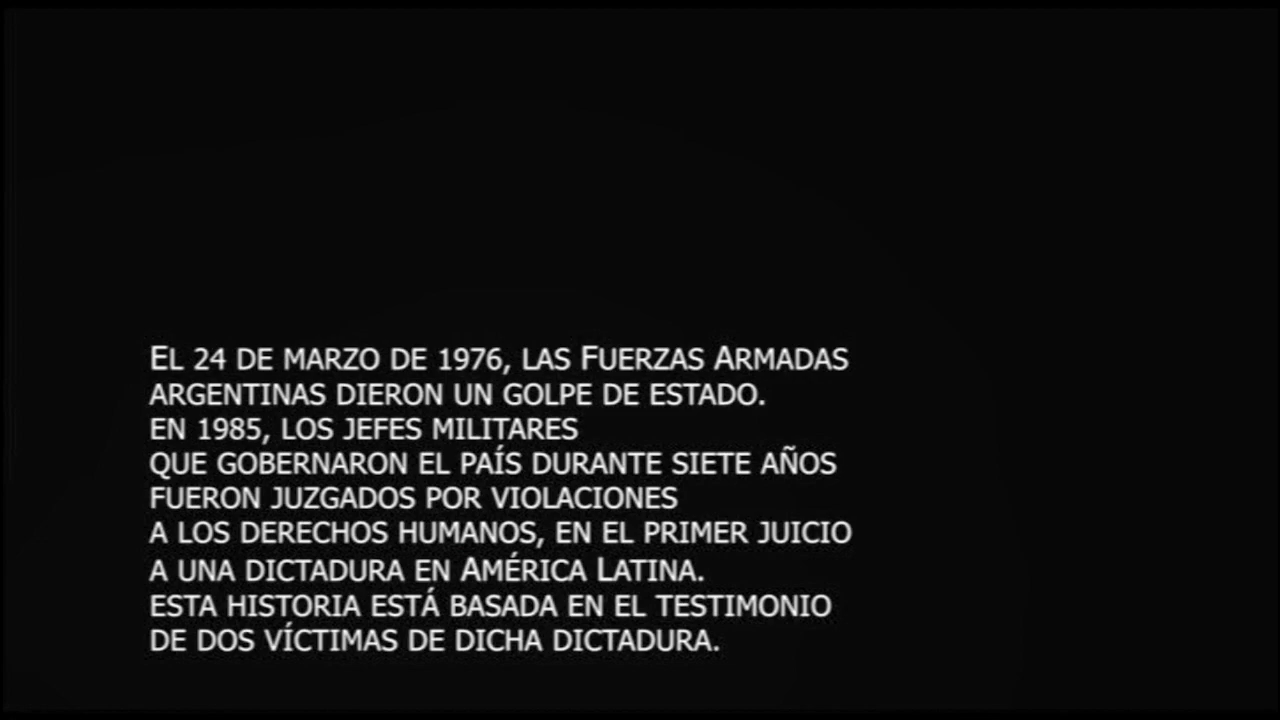 EL 24 DE MARZO DE 1976, LAS FUERZAS ARMADAS
ARGENTINAS DIERON UN GOLPE DE ESTADO.
EN 1985, LOS JEFES MILITARES
QUE GOBERNARON EL PAÍS DURANTE SIETE AÑOS
FUERON JUZGADOS POR VIOLACIONES
A LOS DERECHOS HUMANOS, EN EL PRIMER JUICIO
A UNA DICTADURA EN AMÉRICA LATINA.
ESTA HISTORIA ESTÁ BASADA EN EL TESTIMONIO
DE DOS VÍCTIMAS DE DICHA DICTADURA.